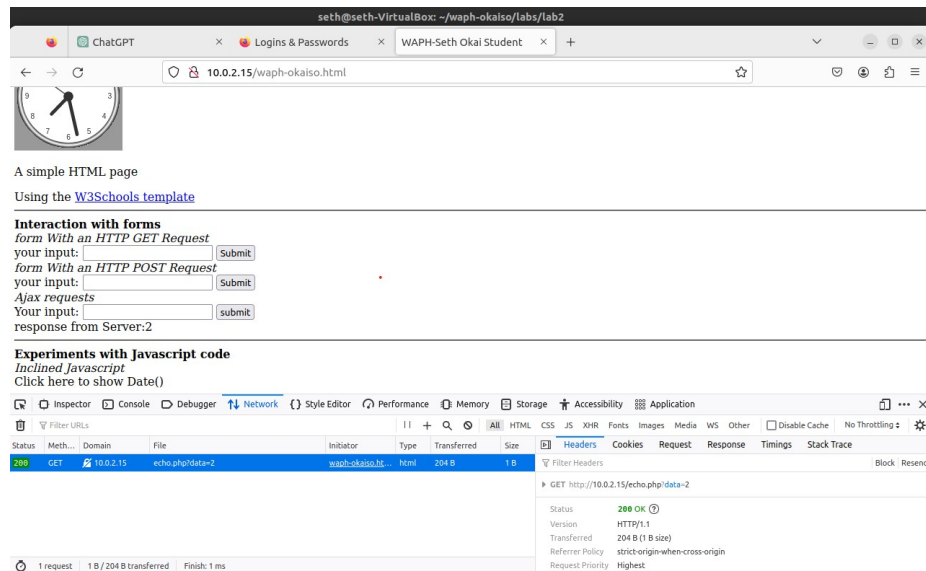 seth@seth-VirtualBox: ~/waph-okaiso/labs/lab2
ChatGPT × Logins & Passwords × WAPH-Seth Okai Student × +
10.0.2.15/waph-okaiso.html
9 3
8 4
7 6 5
A simple HTML page
Using the W3Schools template
Interaction with forms
form With an HTTP GET Request
your input: Submit
form With an HTTP POST Request
your input: Submit
Ajax requests
Your input: submit
response from Server:2
Experiments with Javascript code
Inclined Javascript
Click here to show Date()
Inspector Console Debugger Network {} Style Editor Performance Memory Storage Accessibility Application
Filter URLs All HTML CSS JS XHR Fonts Images Media WS Other Disable Cache No Throttling
Status Meth... Domain File Initiator Type Transferred Size Headers Cookies Request Response Timings Stack Trace
200 GET 10.0.2.15 echo.php?data=2 waph-okaiso.ht... html 204 B 1 B Filter Headers Block Resend
GET http://10.0.2.15/echo.php?data=2
Status 200 OK ?
Version HTTP/1.1
Transferred 204 B (1 B size)
Referrer Policy strict-origin-when-cross-origin
Request Priority Highest
1 request 1 B / 204 B transferred Finish: 1 ms